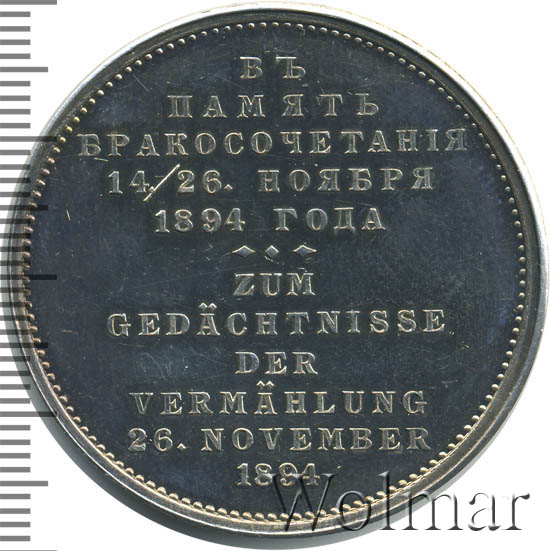 ВЪ
ПАМЯТЬ
БРАКОСОЧЕТАНІЯ
14./26. НОЯБРЯ
1894 ГОДА
ZUM
GEDÄCHTNISSE
DER
VERMÄHLUNG
26. NOVEMBER
1894
Wolmar